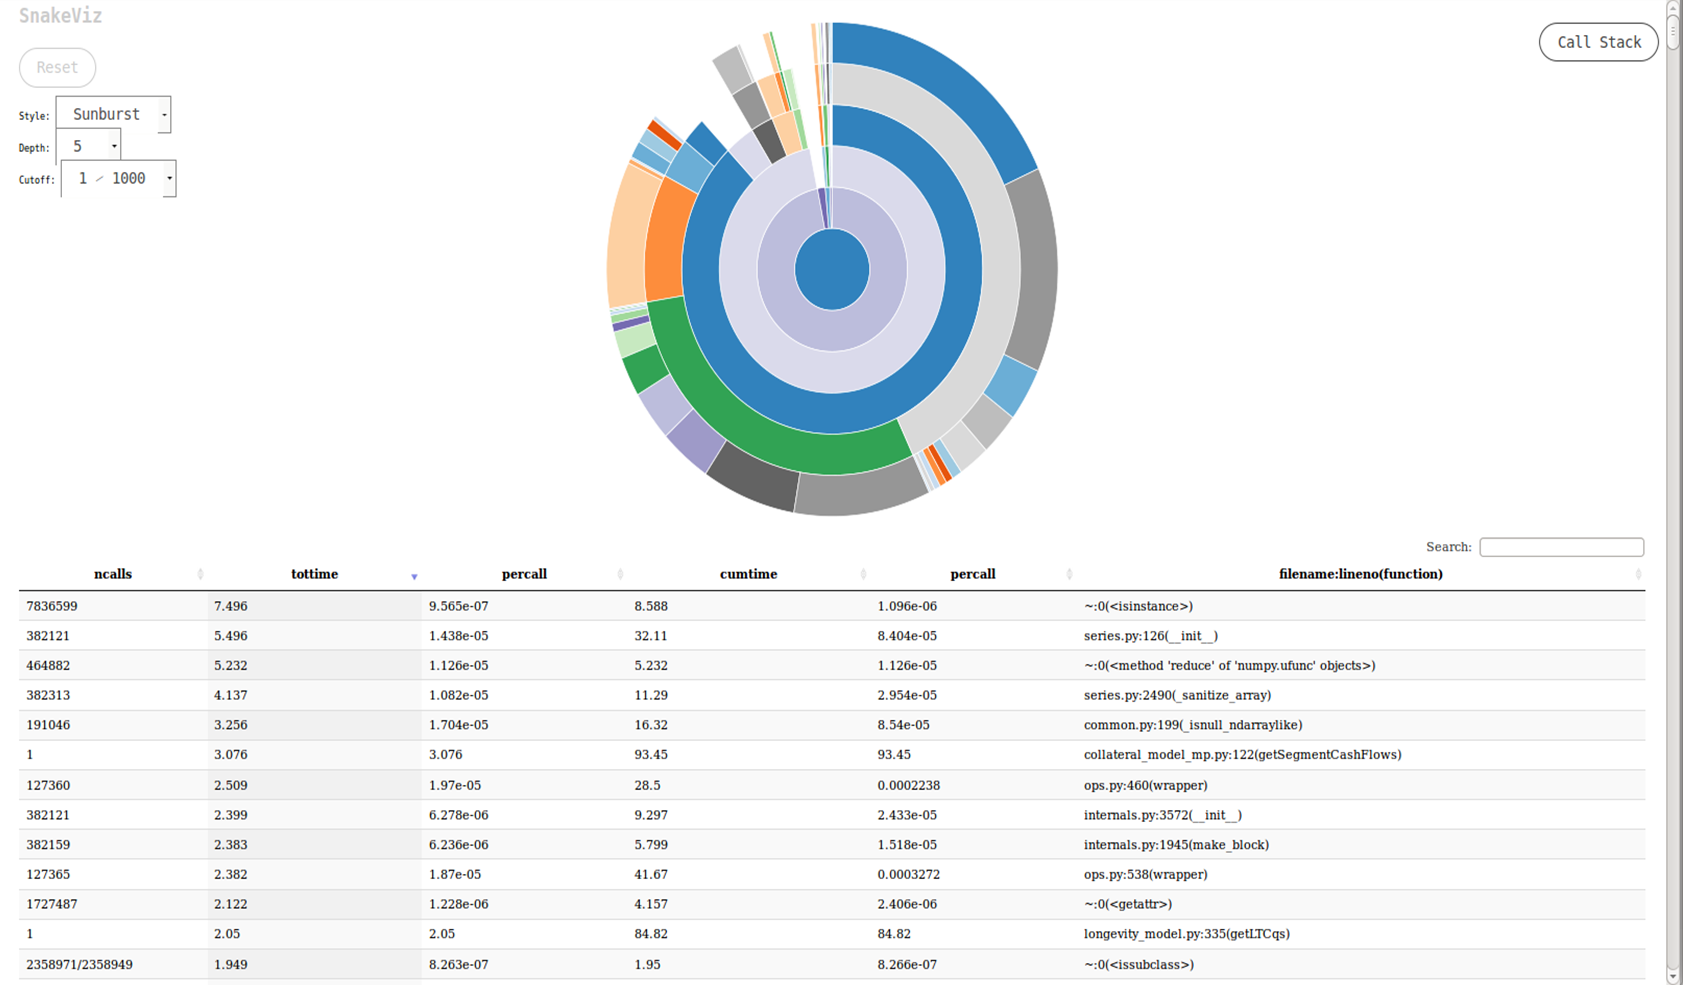 SnakeViz
Call Stack
Reset
Style: Sunburst
Depth: 5
Cutoff: 1 / 1000
Search:
ncalls tottime percall cumtime percall filename:lineno(function)
7836599 7.496 9.565e-07 8.588 1.096e-06 ~:0(<isinstance>)
382121 5.496 1.438e-05 32.11 8.404e-05 series.py:126(__init__)
464882 5.232 1.126e-05 5.232 1.126e-05 ~:0(<method 'reduce' of 'numpy.ufunc' objects>)
382313 4.137 1.082e-05 11.29 2.954e-05 series.py:2490(_sanitize_array)
191046 3.256 1.704e-05 16.32 8.54e-05 common.py:199(_isnull_ndarraylike)
1 3.076 3.076 93.45 93.45 collateral_model_mp.py:122(getSegmentCashFlows)
127360 2.509 1.97e-05 28.5 0.0002238 ops.py:460(wrapper)
382121 2.399 6.278e-06 9.297 2.433e-05 internals.py:3572(__init__)
382159 2.383 6.236e-06 5.799 1.518e-05 internals.py:1945(make_block)
127365 2.382 1.87e-05 41.67 0.0003272 ops.py:538(wrapper)
1727487 2.122 1.228e-06 4.157 2.406e-06 ~:0(<getattr>)
1 2.05 2.05 84.82 84.82 longevity_model.py:335(getLTCqs)
2358971/2358949 1.949 8.263e-07 1.95 8.266e-07 ~:0(<issubclass>)